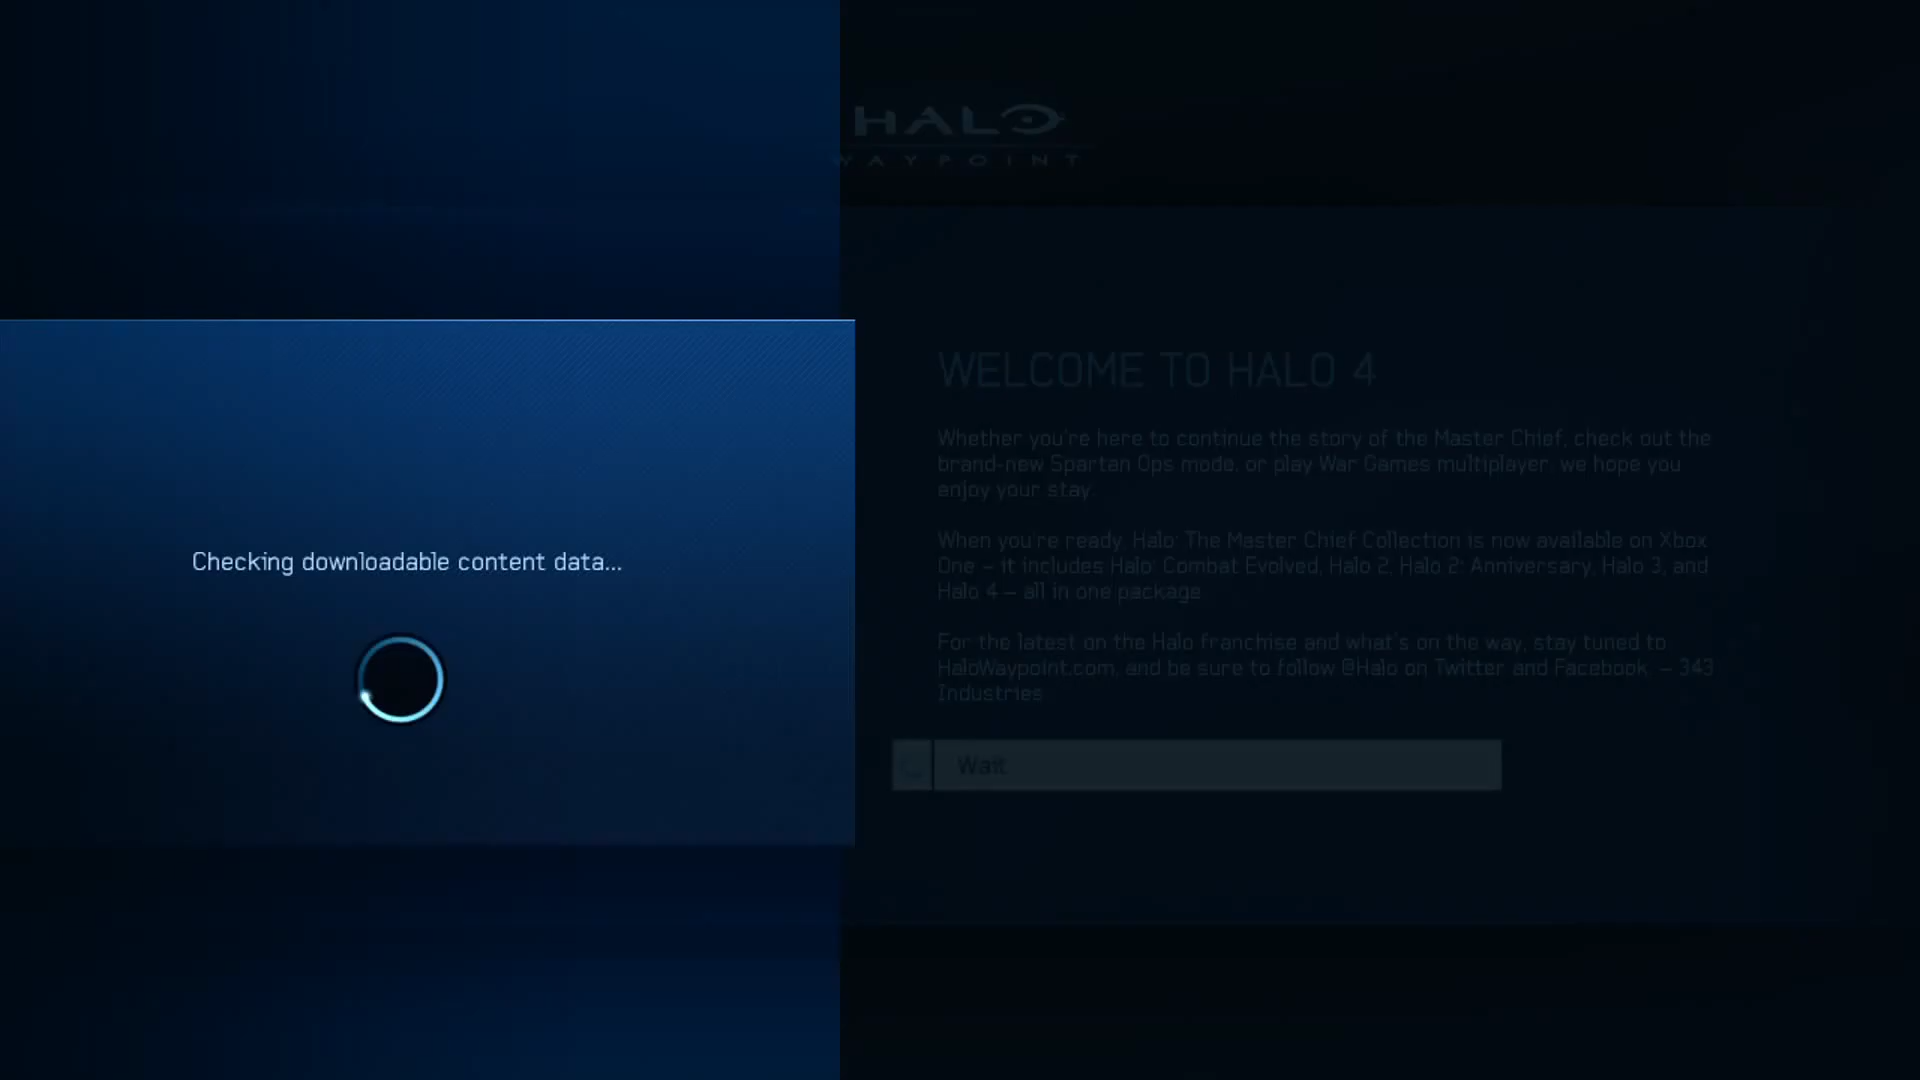 HALO
WAYPOINT
WELCOME TO HALO 4
Whether you're here to continue the story of the Master Chief, check out the
brand-new Spartan Ops mode, or play War Games multiplayer, we hope you
enjoy your stay.
When you're ready, Halo: The Master Chief Collection is now available on Xbox
One – it includes Halo: Combat Evolved, Halo 2, Halo 2: Anniversary, Halo 3, and
Halo 4 – all in one package.
For the latest on the Halo franchise and what's on the way, stay tuned to
HaloWaypoint.com, and be sure to follow @Halo on Twitter and Facebook. – 343
Industries
Wait
Checking downloadable content data...